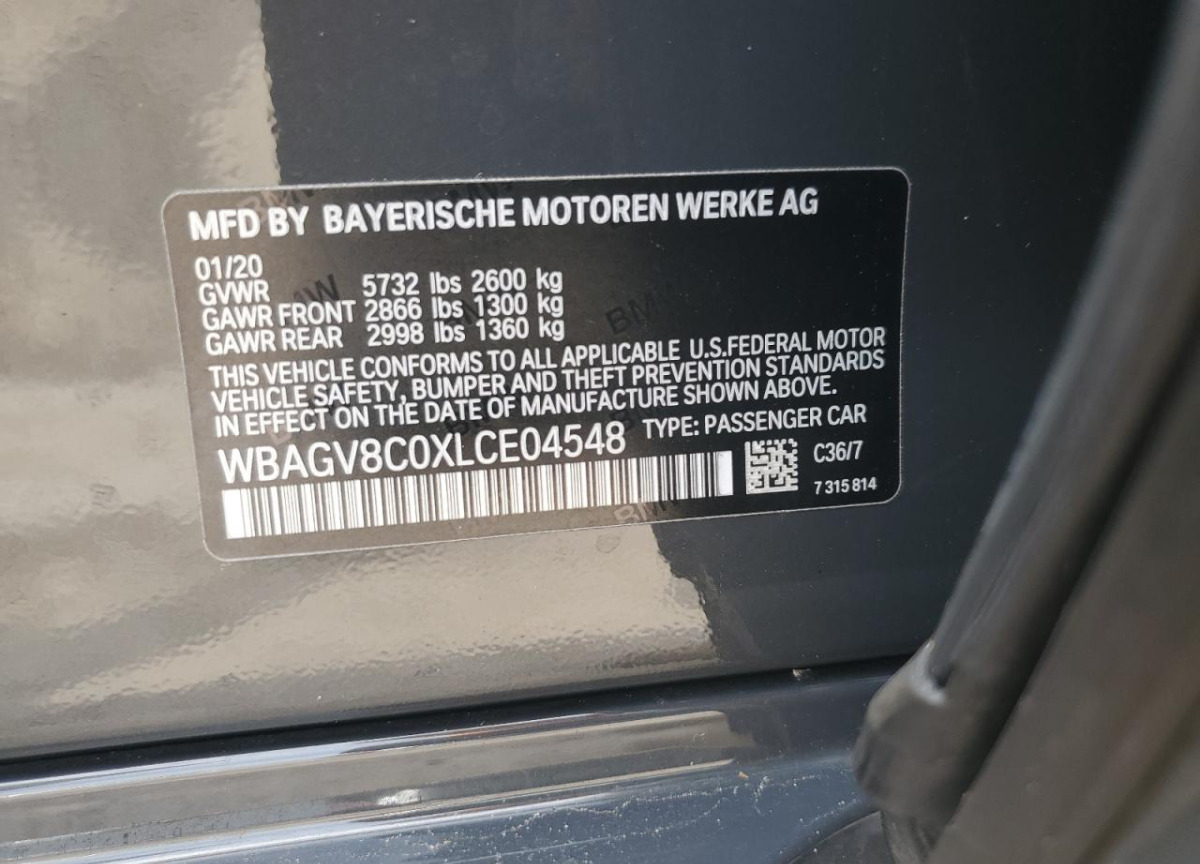 MFD BY BAYERISCHE MOTOREN WERKE AG
01/20
GVWR 5732 lbs 2600 kg
GAWR FRONT 2866 lbs 1300 kg
GAWR REAR 2998 lbs 1360 kg
THIS VEHICLE CONFORMS TO ALL APPLICABLE U.S.FEDERAL MOTOR
VEHICLE SAFETY, BUMPER AND THEFT PREVENTION STANDARDS
IN EFFECT ON THE DATE OF MANUFACTURE SHOWN ABOVE.
WBAGV8C0XLCE04548 TYPE: PASSENGER CAR
C36/7
7 315 814